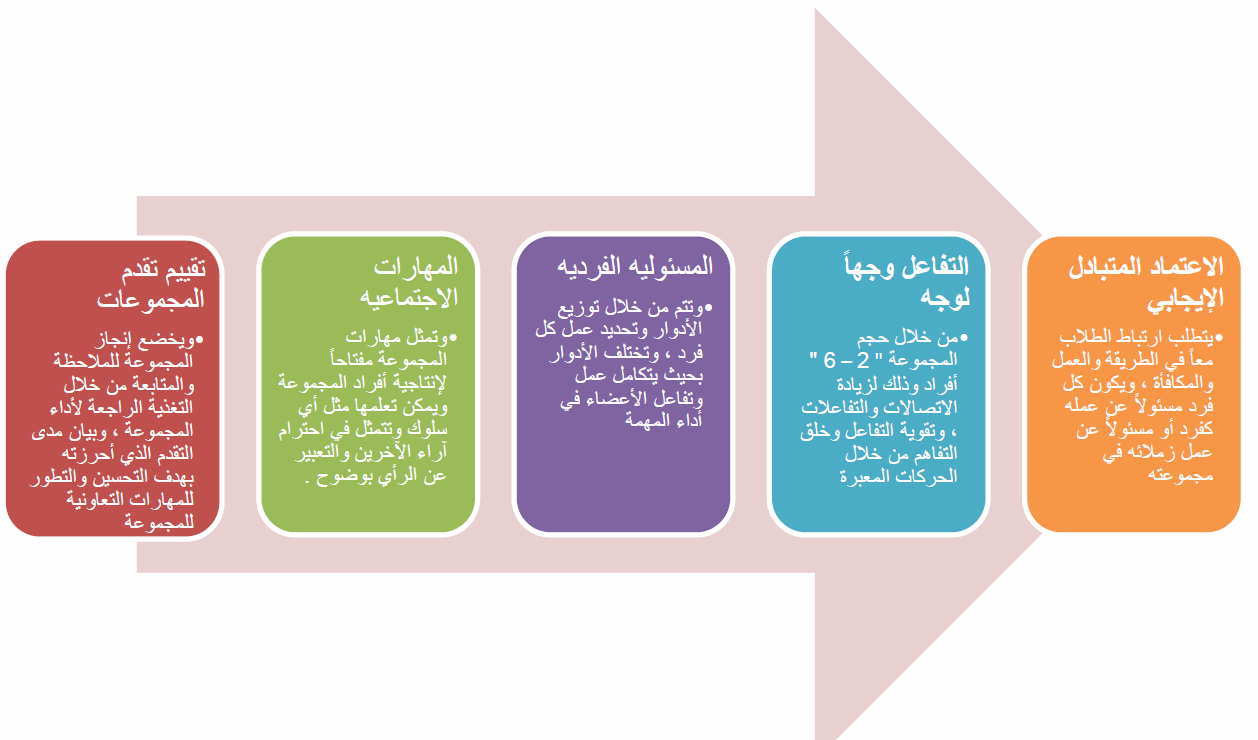 الاعتماد المتبادل
الإيجابي
•يتطلب ارتباط الطلاب
معاً في الطريقة والعمل
والمكافأة ، ويكون كل
فرد مسئولاً عن عمله
كفرد أو مسئولاً عن
عمل زملائه في
مجموعته
التفاعل وجهاً
لوجه
•من خلال حجم
المجموعة " 2 – 6 "
أفراد وذلك لزيادة
الاتصالات والتفاعلات
، وتقوية التفاعل وخلق
التفاهم من خلال
الحركات المعبرة
المسئوليه الفرديه
•وتتم من خلال توزيع
الأدوار وتحديد عمل كل
فرد ، وتختلف الأدوار
بحيث يتكامل عمل
وتفاعل الأعضاء في
أداء المهمة
المهارات
الاجتماعيه
•وتمثل مهارات
المجموعة مفتاحاً
لإنتاجية أفراد المجموعة
ويمكن تعلمها مثل أي
سلوك وتتمثل في احترام
آراء الآخرين والتعبير
عن الرأي بوضوح .
تقييم تقدم
المجموعات
•ويخضع إنجاز
المجموعة للملاحظة
والمتابعة من خلال
التغذية الراجعة لأداء
المجموعة ، وبيان مدى
التقدم الذي أحرزته
بهدف التحسين والتطور
للمهارات التعاونية
للمجموعة